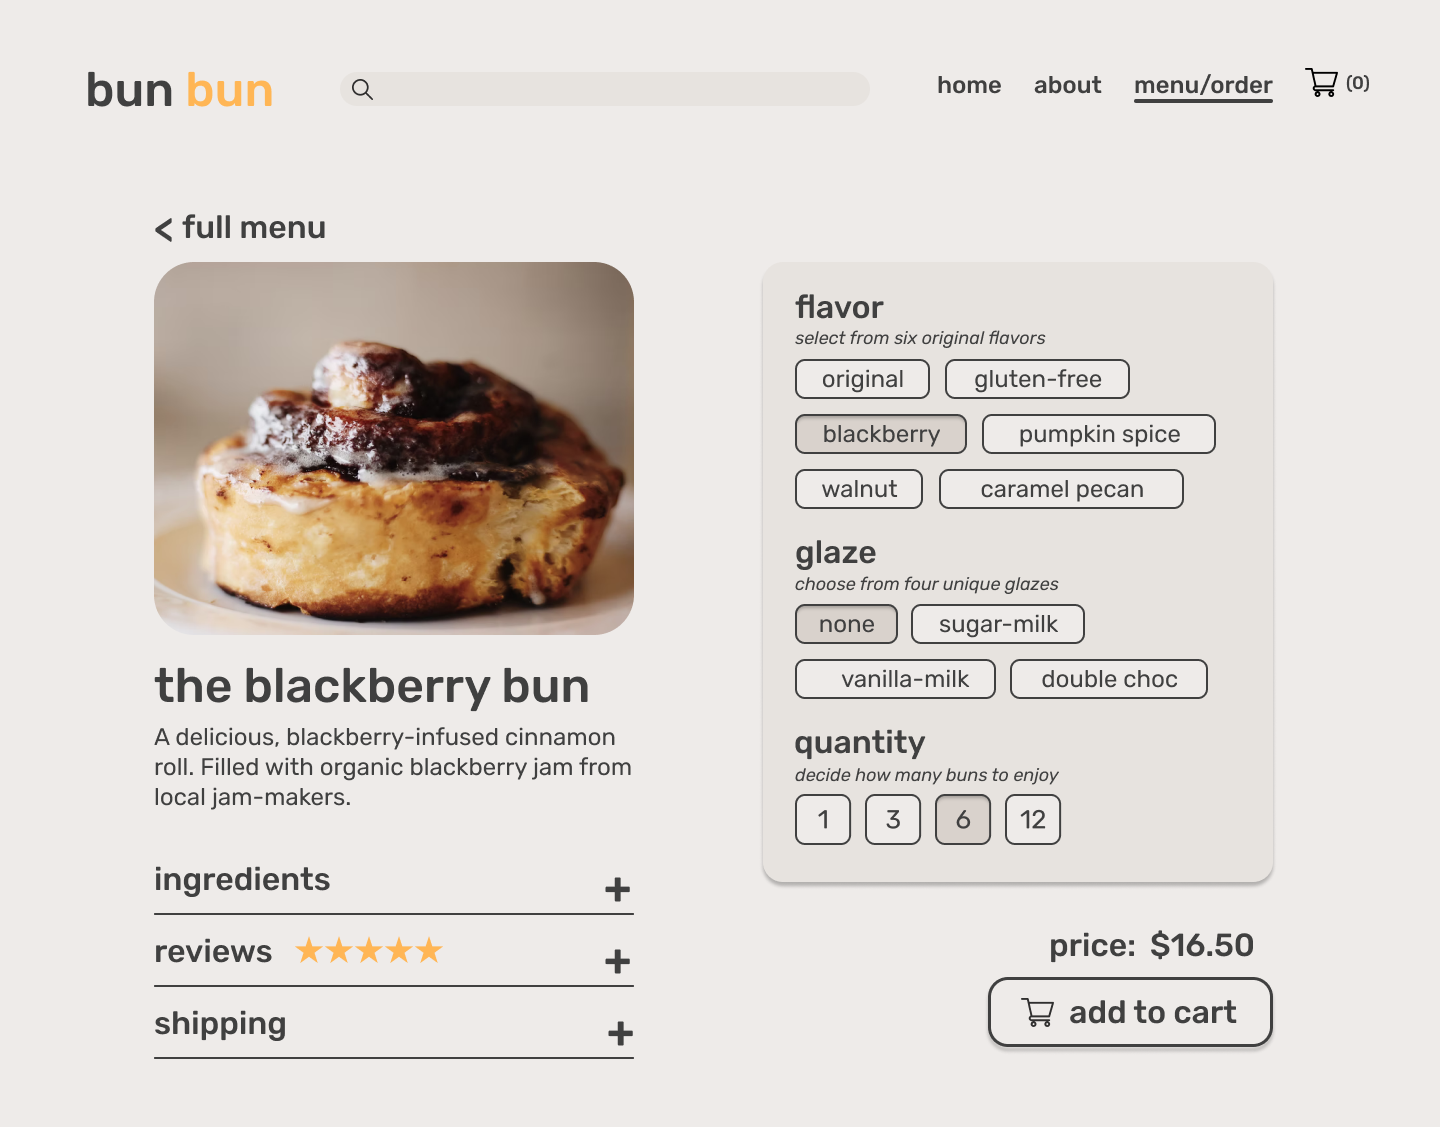 bun bun
home about menu/order (0)
< full menu
the blackberry bun
A delicious, blackberry-infused cinnamon
roll. Filled with organic blackberry jam from
local jam-makers.
ingredients +
reviews ★★★★★ +
shipping +
flavor
select from six original flavors
original gluten-free
blackberry pumpkin spice
walnut caramel pecan
glaze
choose from four unique glazes
none sugar-milk
vanilla-milk double choc
quantity
decide how many buns to enjoy
1 3 6 12
price: $16.50
add to cart